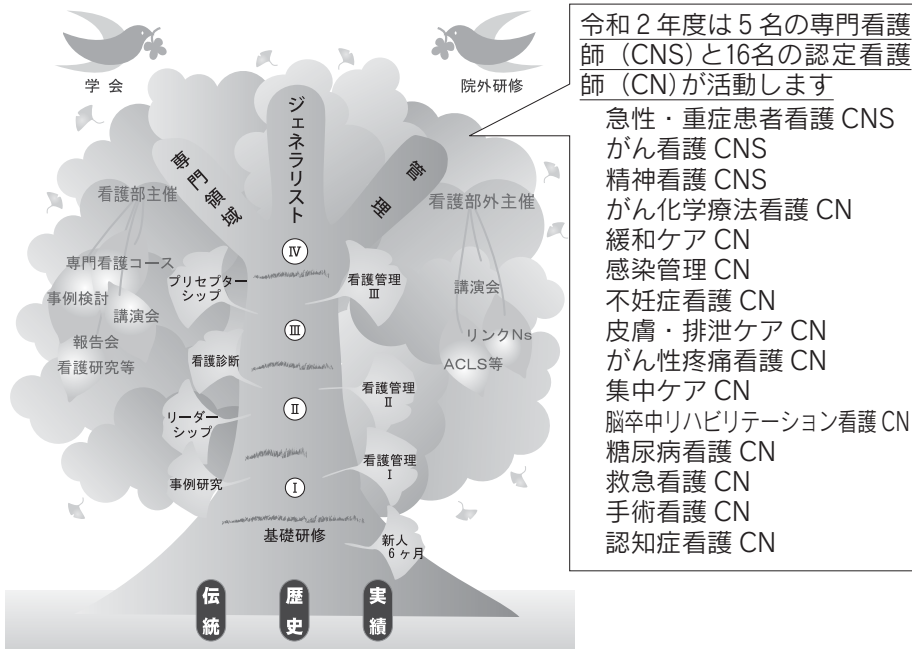 学 会
院外研修
令和2年度は5名の専門看護
師（CNS)と16名の認定看護
師（CN)が活動します
急性・重症患者看護 CNS
がん看護 CNS
精神看護 CNS
がん化学療法看護 CN
緩和ケア CN
感染管理 CN
不妊症看護 CN
皮膚・排泄ケア CN
がん性疼痛看護 CN
集中ケア CN
脳卒中リハビリテーション看護 CN
糖尿病看護 CN
救急看護 CN
手術看護 CN
認知症看護 CN
専門領域
ジェネラリスト
管理
看護部主催
専門看護コース
事例検討
講演会
報告会
看護研究等
看護部外主催
講演会
リンクNs
ACLS等
Ⅳ
プリセプター
シップ
看護管理
Ⅲ
Ⅲ
看護診断
看護管理
Ⅱ
Ⅱ
リーダー
シップ
看護管理
Ⅰ
Ⅰ
事例研究
基礎研修
新人
6ヶ月
伝統
歴史
実績